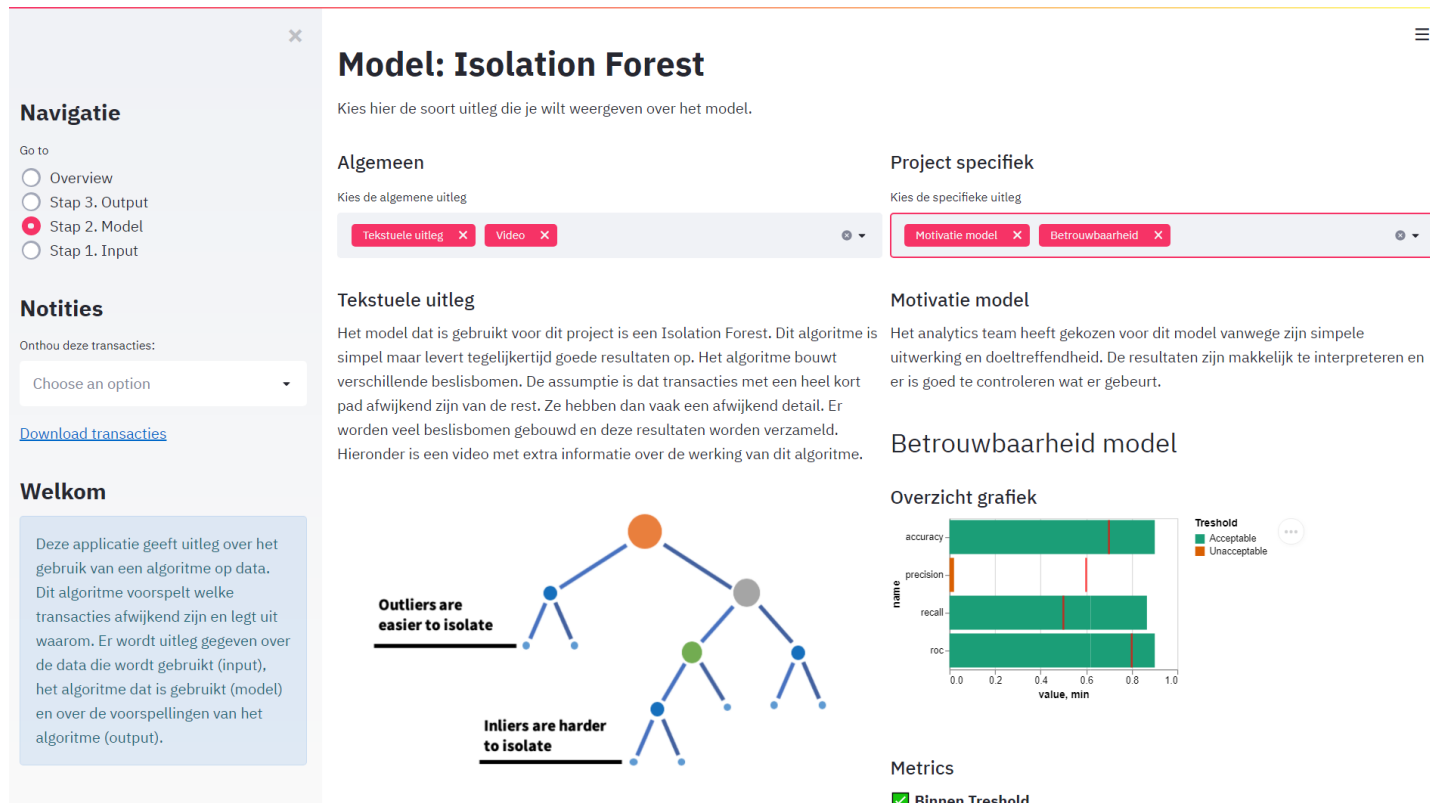 Navigatie
Go to
Overview
Stap 3. Output
Stap 2. Model
Stap 1. Input
Notities
Onthou deze transacties:
Choose an option
Download transacties
Welkom
Deze applicatie geeft uitleg over het
gebruik van een algoritme op data.
Dit algoritme voorspelt welke
transacties afwijkend zijn en legt uit
waarom. Er wordt uitleg gegeven over
de data die wordt gebruikt (input),
het algoritme dat is gebruikt (model)
en over de voorspellingen van het
algoritme (output).
Model: Isolation Forest
Kies hier de soort uitleg die je wilt weergeven over het model.
Algemeen
Kies de algemene uitleg
Tekstuele uitleg
Video
Tekstuele uitleg
Het model dat is gebruikt voor dit project is een Isolation Forest. Dit algoritme is
simpel maar levert tegelijkertijd goede resultaten op. Het algoritme bouwt
verschillende beslisbomen. De assumptie is dat transacties met een heel kort
pad afwijkend zijn van de rest. Ze hebben dan vaak een afwijkend detail. Er
worden veel beslisbomen gebouwd en deze resultaten worden verzameld.
Hieronder is een video met extra informatie over de werking van dit algoritme.
Outliers are
easier to isolate
Inliers are harder
to isolate
Project specifiek
Kies de specifieke uitleg
Motivatie model
Betrouwbaarheid
Motivatie model
Het analytics team heeft gekozen voor dit model vanwege zijn simpele
uitwerking en doeltreffendheid. De resultaten zijn makkelijk te interpreteren en
er is goed te controleren wat er gebeurt.
Betrouwbaarheid model
Overzicht grafiek
name
accuracy
precision
recall
roc
0.0 0.2 0.4 0.6 0.8 1.0
value, min
Treshold
Acceptable
Unacceptable
Metrics
Binnen Treshold